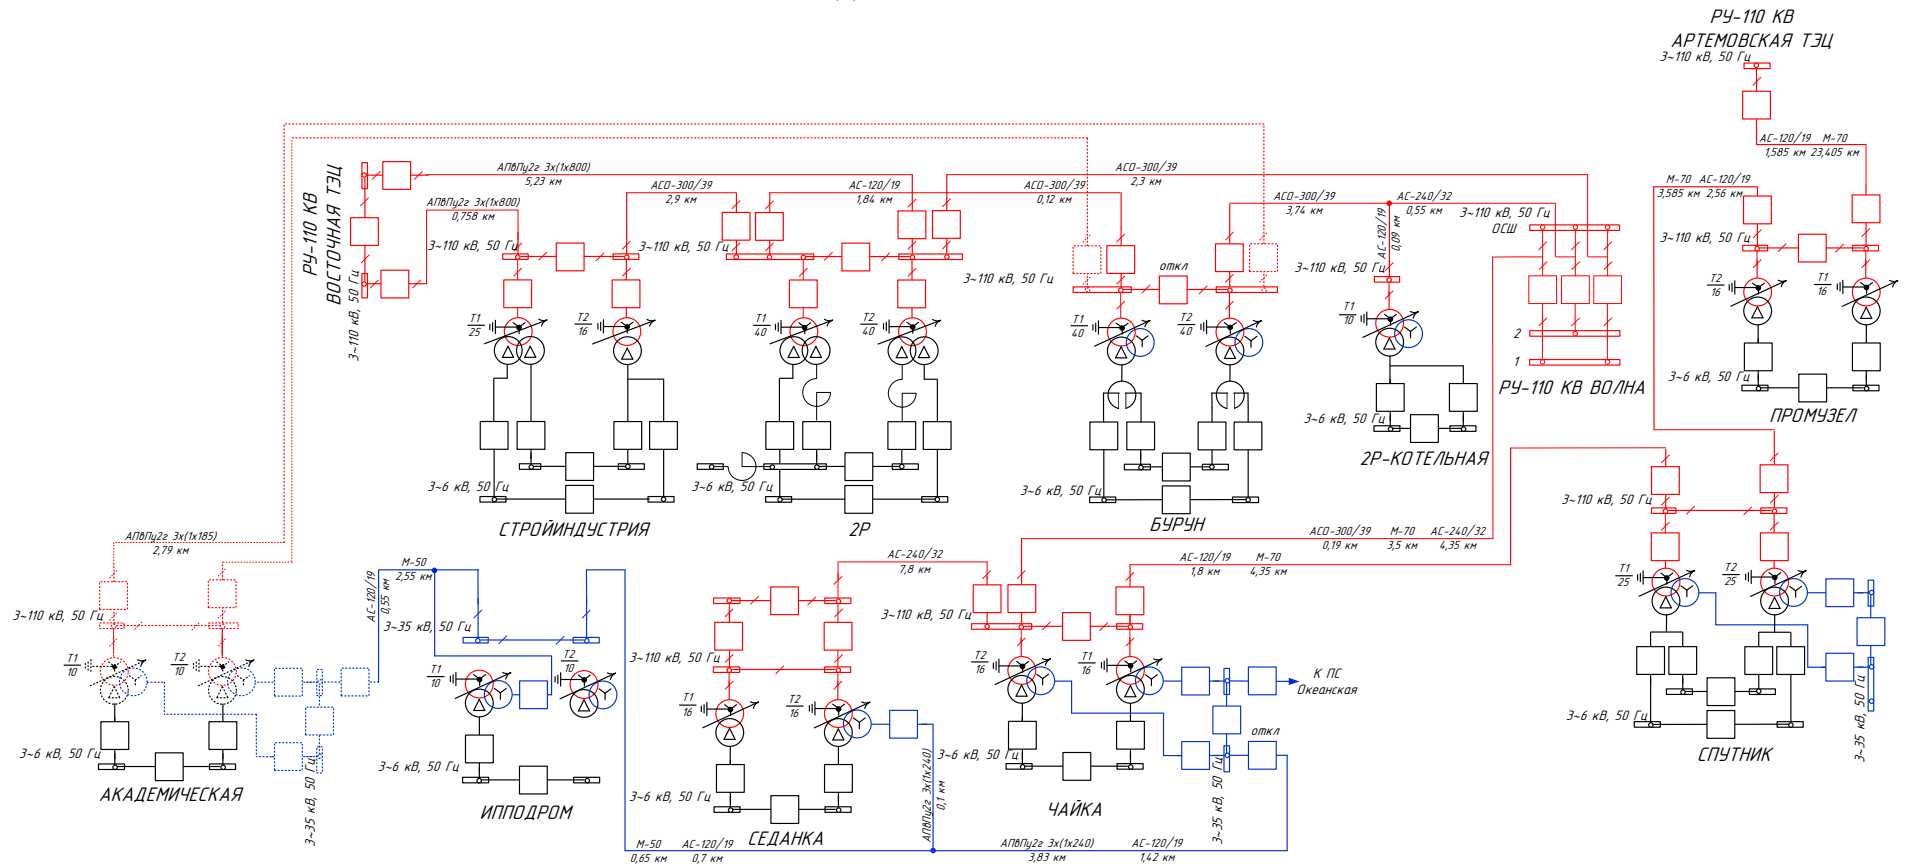 РУ-110 КВ
АРТЕМОВСКАЯ ТЭЦ
3~110 кВ, 50 Гц
АС-120/19 М-70
1,585 км 23,405 км
М-70 АС-120/19
3,585 км 2,56 км
3~110 кВ, 50 Гц
Т2
16
Т1
16
3~6 кВ, 50 Гц
ПРОМУЗЕЛ
РУ-110 КВ
ВОСТОЧНАЯ ТЭЦ
3~110 кВ, 50 Гц
АПвПу2г 3х(1х800)
5,23 км
АПвПу2г 3х(1х800)
0,758 км
АСО-300/39
2,9 км
АС-120/19
1,84 км
АСО-300/39
0,12 км
АСО-300/39
2,3 км
АСО-300/39
3,74 км
АС-240/32
0,55 км
АС-120/19
0,09 км
3~110 кВ, 50 Гц
ОСШ
2
1
РУ-110 КВ ВОЛНА
3~110 кВ, 50 Гц
Т1
25
Т2
16
3~6 кВ, 50 Гц
СТРОЙИНДУСТРИЯ
3~110 кВ, 50 Гц
Т1
40
Т2
40
3~6 кВ, 50 Гц
2Р
3~110 кВ, 50 Гц
откл
Т1
40
Т2
40
3~6 кВ, 50 Гц
БУРУН
3~110 кВ, 50 Гц
Т1
10
3~6 кВ, 50 Гц
2Р-КОТЕЛЬНАЯ
АПвПу2г 3х(1х185)
2,79 км
3~110 кВ, 50 Гц
Т1
10
Т2
10
3~6 кВ, 50 Гц
3~35 кВ, 50 Гц
АКАДЕМИЧЕСКАЯ
АС-120/19
0,55 км
М-50
2,55 км
3~35 кВ, 50 Гц
Т1
10
Т2
10
3~6 кВ, 50 Гц
ИППОДРОМ
АС-240/32
7,8 км
3~110 кВ, 50 Гц
Т1
16
Т2
16
3~6 кВ, 50 Гц
СЕДАНКА
АПвПу2г 3х(1х240)
0,1 км
М-50 АС-120/19
0,65 км 0,7 км
АПвПу2г 3х(1х240) АС-120/19
3,83 км 1,42 км
АСО-300/39 М-70 АС-240/32
0,19 км 3,5 км 4,35 км
АС-120/19 М-70
1,8 км 4,35 км
3~110 кВ, 50 Гц
Т2
16
Т1
16
К ПС
Океанская
откл
3~6 кВ, 50 Гц
3~35 кВ, 50 Гц
ЧАЙКА
3~110 кВ, 50 Гц
Т1
25
Т2
25
3~6 кВ, 50 Гц
3~35 кВ, 50 Гц
СПУТНИК